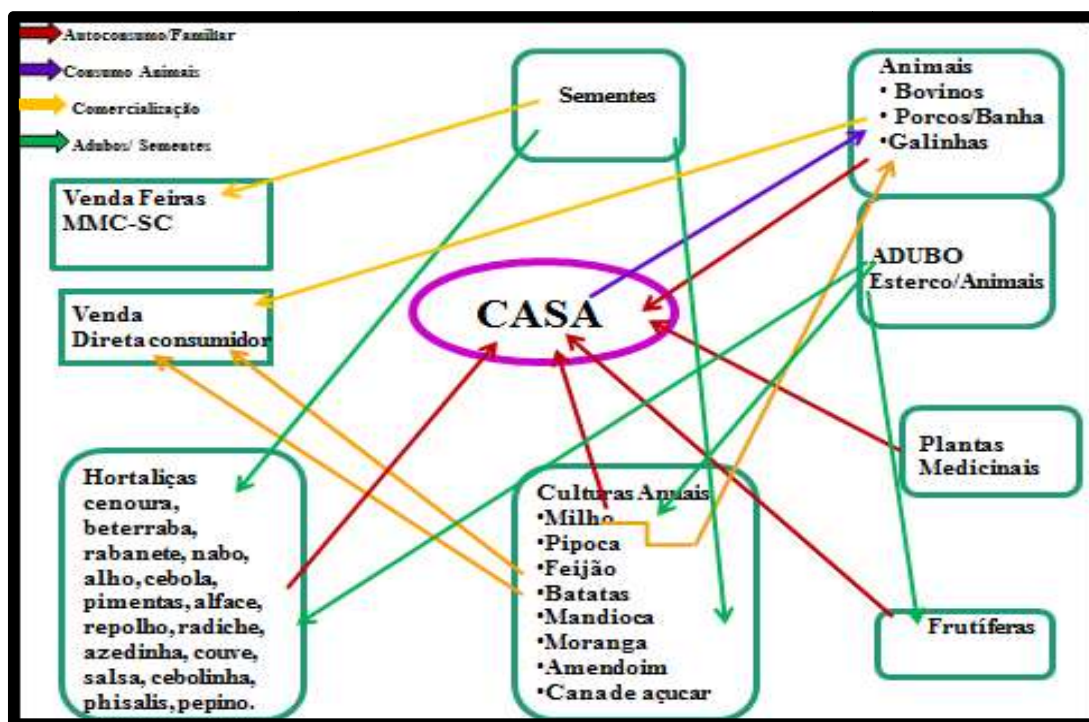 Autoconsumo/Familiar
Consumo Animais
Comercialização
Adubos/ Sementes
Sementes
Animais
• Bovinos
• Porcos/Banha
•Galinhas
Venda Feiras
MMC-SC
ADUBO
Esterco/Animais
CASA
Venda
Direta consumidor
Plantas
Medicinais
Hortaliças
cenoura,
beterraba,
rabanete, nabo,
alho, cebola,
pimentas, alface,
repolho, radiche,
azedinha, couve,
salsa, cebolinha,
phisalis, pepino.
Culturas Anuais
•Milho
•Pipoca
•Feijão
•Batatas
•Mandioca
•Moranga
•Amendoim
•Cana de açucar
Frutíferas